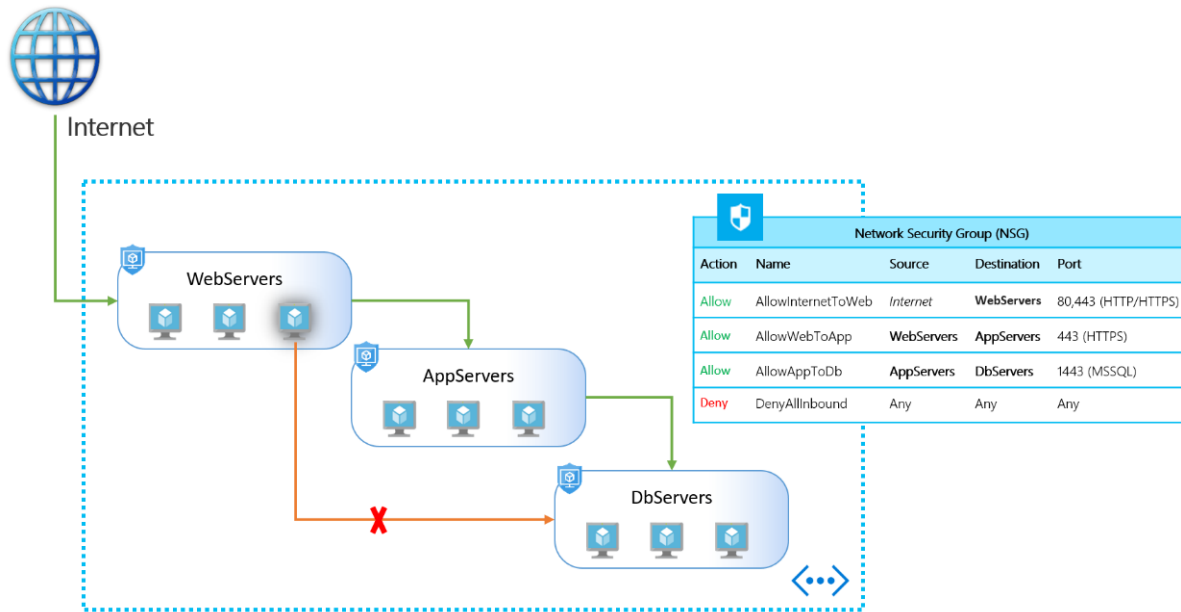 Internet
WebServers
AppServers
DbServers
Network Security Group (NSG)
Action Name Source Destination Port
Allow AllowInternetToWeb Internet WebServers 80,443 (HTTP/HTTPS)
Allow AllowWebToApp WebServers AppServers 443 (HTTPS)
Allow AllowAppToDb AppServers DbServers 1443 (MSSQL)
Deny DenyAllInbound Any Any Any